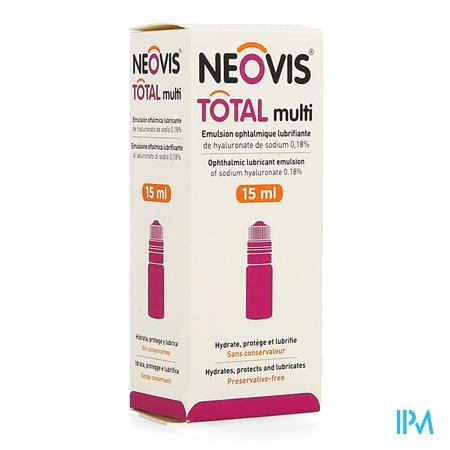 NEOVIS
TOTAL multi
Emulsión oftálmica lubricante
de hialuronato de sodio 0,18%
Emulsione oftalmica lubrificante
di ialuronato di sodio 0,18%
15 ml
Hidrata, protege y lubrica
Sin conservantes
Idrata, protegge e lubrifica
Senza conservanti
NEOVIS®
TOTAL multi
Emulsion ophtalmique lubrifiante
de hyaluronate de sodium 0,18%
Ophthalmic lubricant emulsion
of sodium hyaluronate 0.18%
15 ml
Hydrate, protège et lubrifie
Sans conservateur
Hydrates, protects and lubricates
Preservative-free
IPM